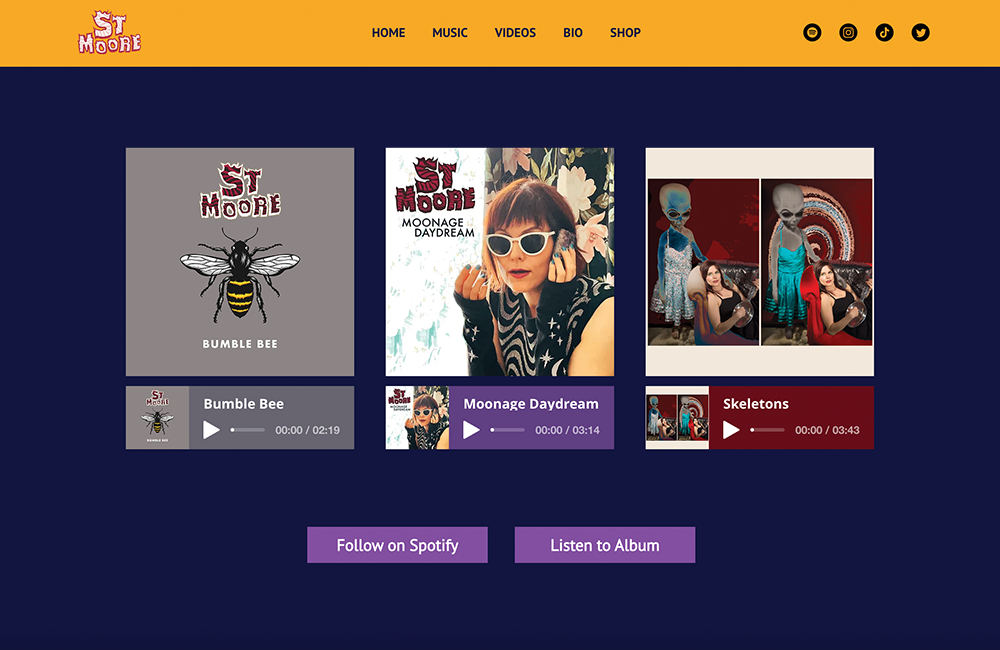 ST
MOORE
HOME MUSIC VIDEOS BIO SHOP
ST
MOORE
BUMBLE BEE
ST
MOORE
MOONAGE
DAYDREAM
ST
MOORE
BUMBLE BEE
Bumble Bee
00:00 / 02:19
ST
MOORE
MOONAGE
DAYDREAM
Moonage Daydream
00:00 / 03:14
Skeletons
00:00 / 03:43
Follow on Spotify
Listen to Album